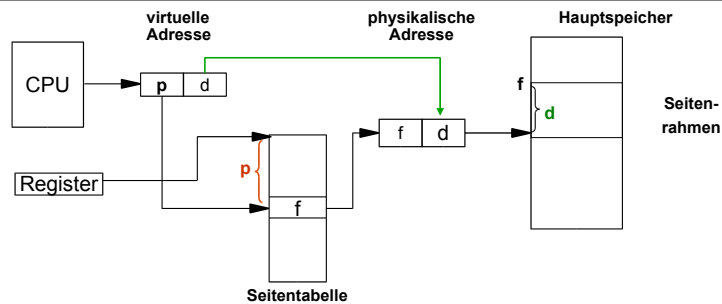 virtuelle
Adresse
physikalische
Adresse
Hauptspeicher
CPU
p
d
f
d
Seiten-
rahmen
f
d
p
Register
f
Seitentabelle